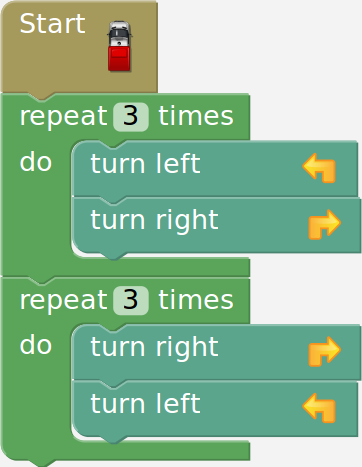 Start
repeat 3 times
do
turn left
turn right
repeat 3 times
do
turn right
turn left